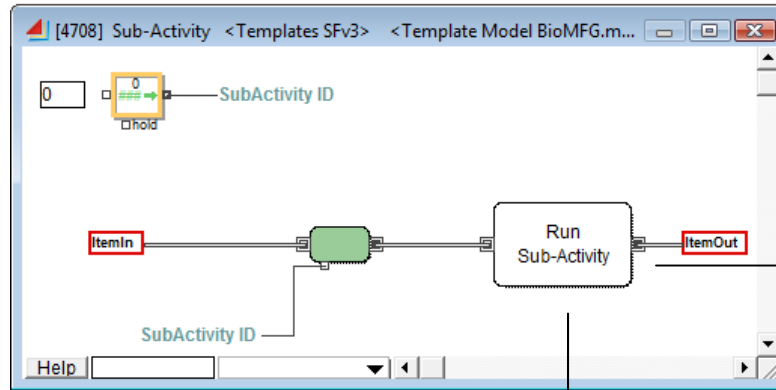 [4708] Sub-Activity <Templates SFv3> <Template Model BioMFG.m...
0
0
###
SubActivity ID
hold
ItemIn
Run
Sub-Activity
ItemOut
SubActivity ID
Help